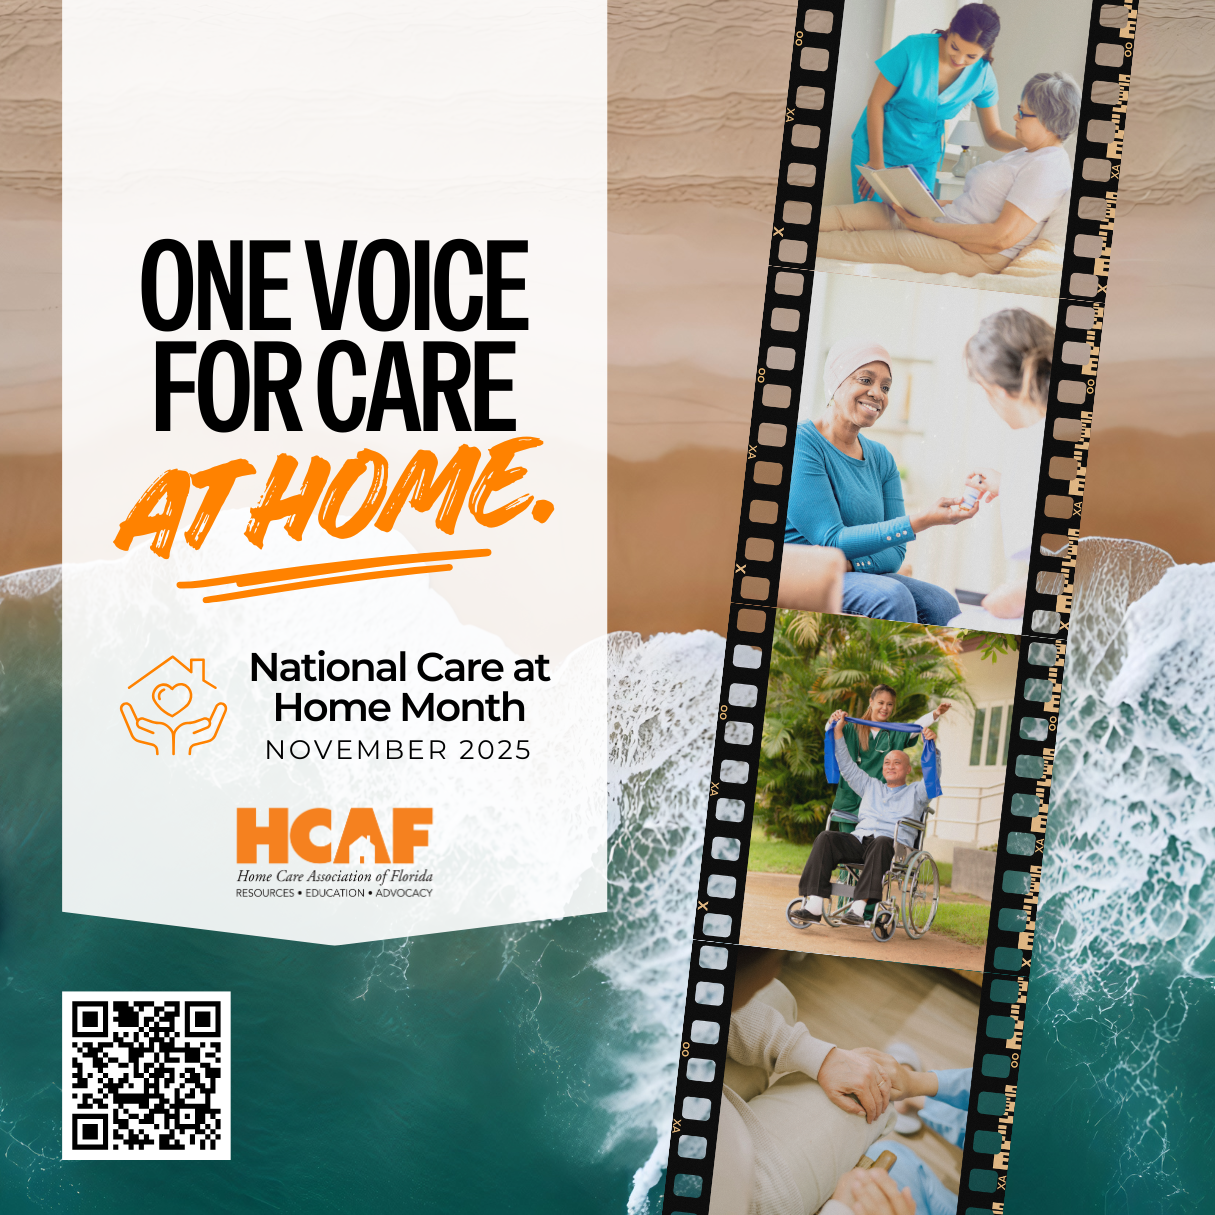 ONE VOICE
FOR CARE
AT HOME.
National Care at
Home Month
NOVEMBER 2025
HCAF
Home Care Association of Florida
RESOURCES • EDUCATION • ADVOCACY